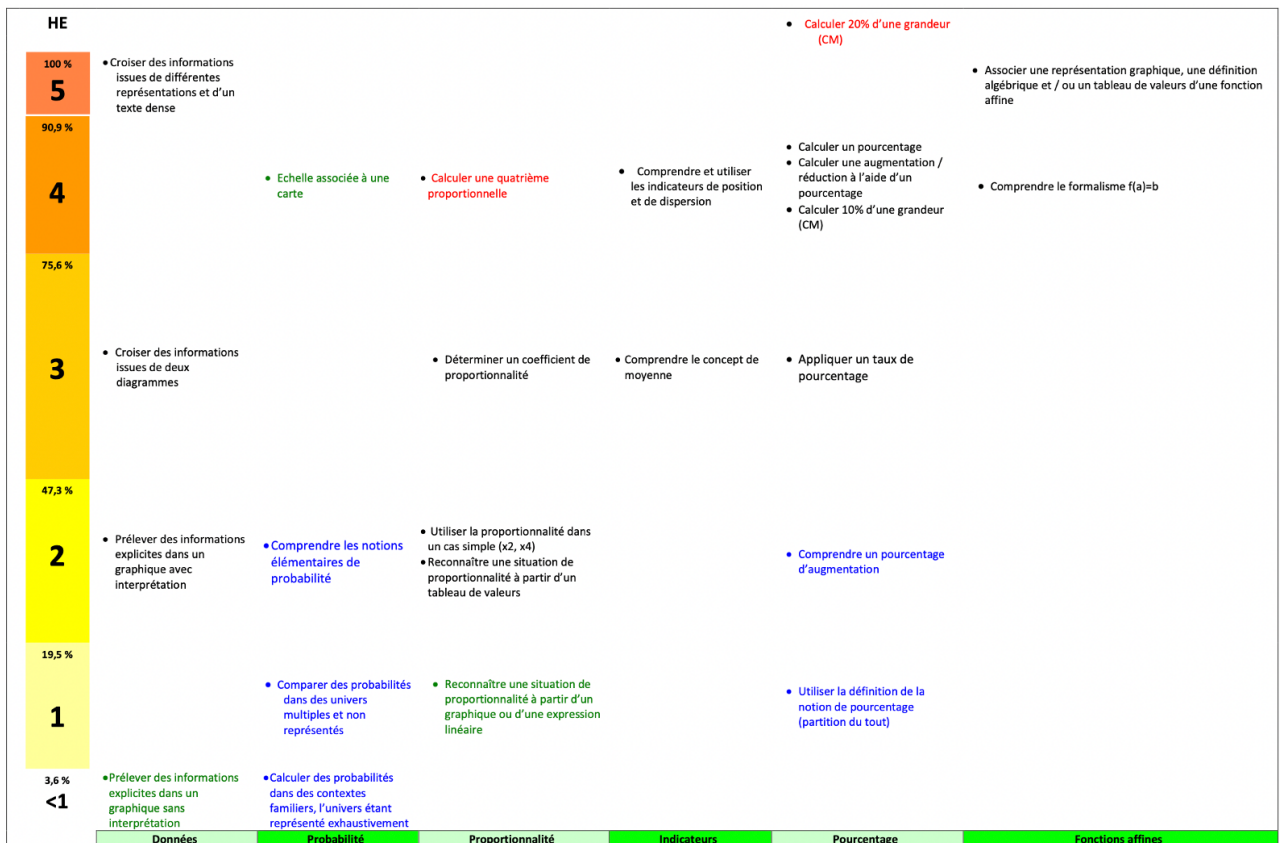 HE
• Calculer 20% d’une grandeur
(CM)
100 %
5
•Croiser des informations
issues de différentes
représentations et d’un
texte dense
• Associer une représentation graphique, une définition
algébrique et / ou un tableau de valeurs d’une fonction
affine
90,9 %
4
• Echelle associée à une
carte
• Calculer une quatrième
proportionnelle
• Comprendre et utiliser
les indicateurs de position
et de dispersion
• Calculer un pourcentage
• Calculer une augmentation /
réduction à l’aide d’un
pourcentage
• Calculer 10% d’une grandeur
(CM)
• Comprendre le formalisme f(a)=b
75,6 %
3
• Croiser des informations
issues de deux
diagrammes
• Déterminer un coefficient de
proportionnalité
• Comprendre le concept de
moyenne
• Appliquer un taux de
pourcentage
47,3 %
2
• Prélever des informations
explicites dans un
graphique avec
interprétation
•Comprendre les notions
élémentaires de
probabilité
• Utiliser la proportionnalité dans
un cas simple (x2, x4)
•Reconnaître une situation de
proportionnalité à partir d’un
tableau de valeurs
• Comprendre un pourcentage
d’augmentation
19,5 %
1
• Comparer des probabilités
dans des univers
multiples et non
représentés
• Reconnaître une situation de
proportionnalité à partir d’un
graphique ou d’une expression
linéaire
• Utiliser la définition de la
notion de pourcentage
(partition du tout)
3,6 %
<1
•Prélever des informations
explicites dans un
graphique sans
interprétation
•Calculer des probabilités
dans des contextes
familiers, l’univers étant
représenté exhaustivement
Données
Probabilité
Proportionnalité
Indicateurs
Pourcentage
Fonctions affines